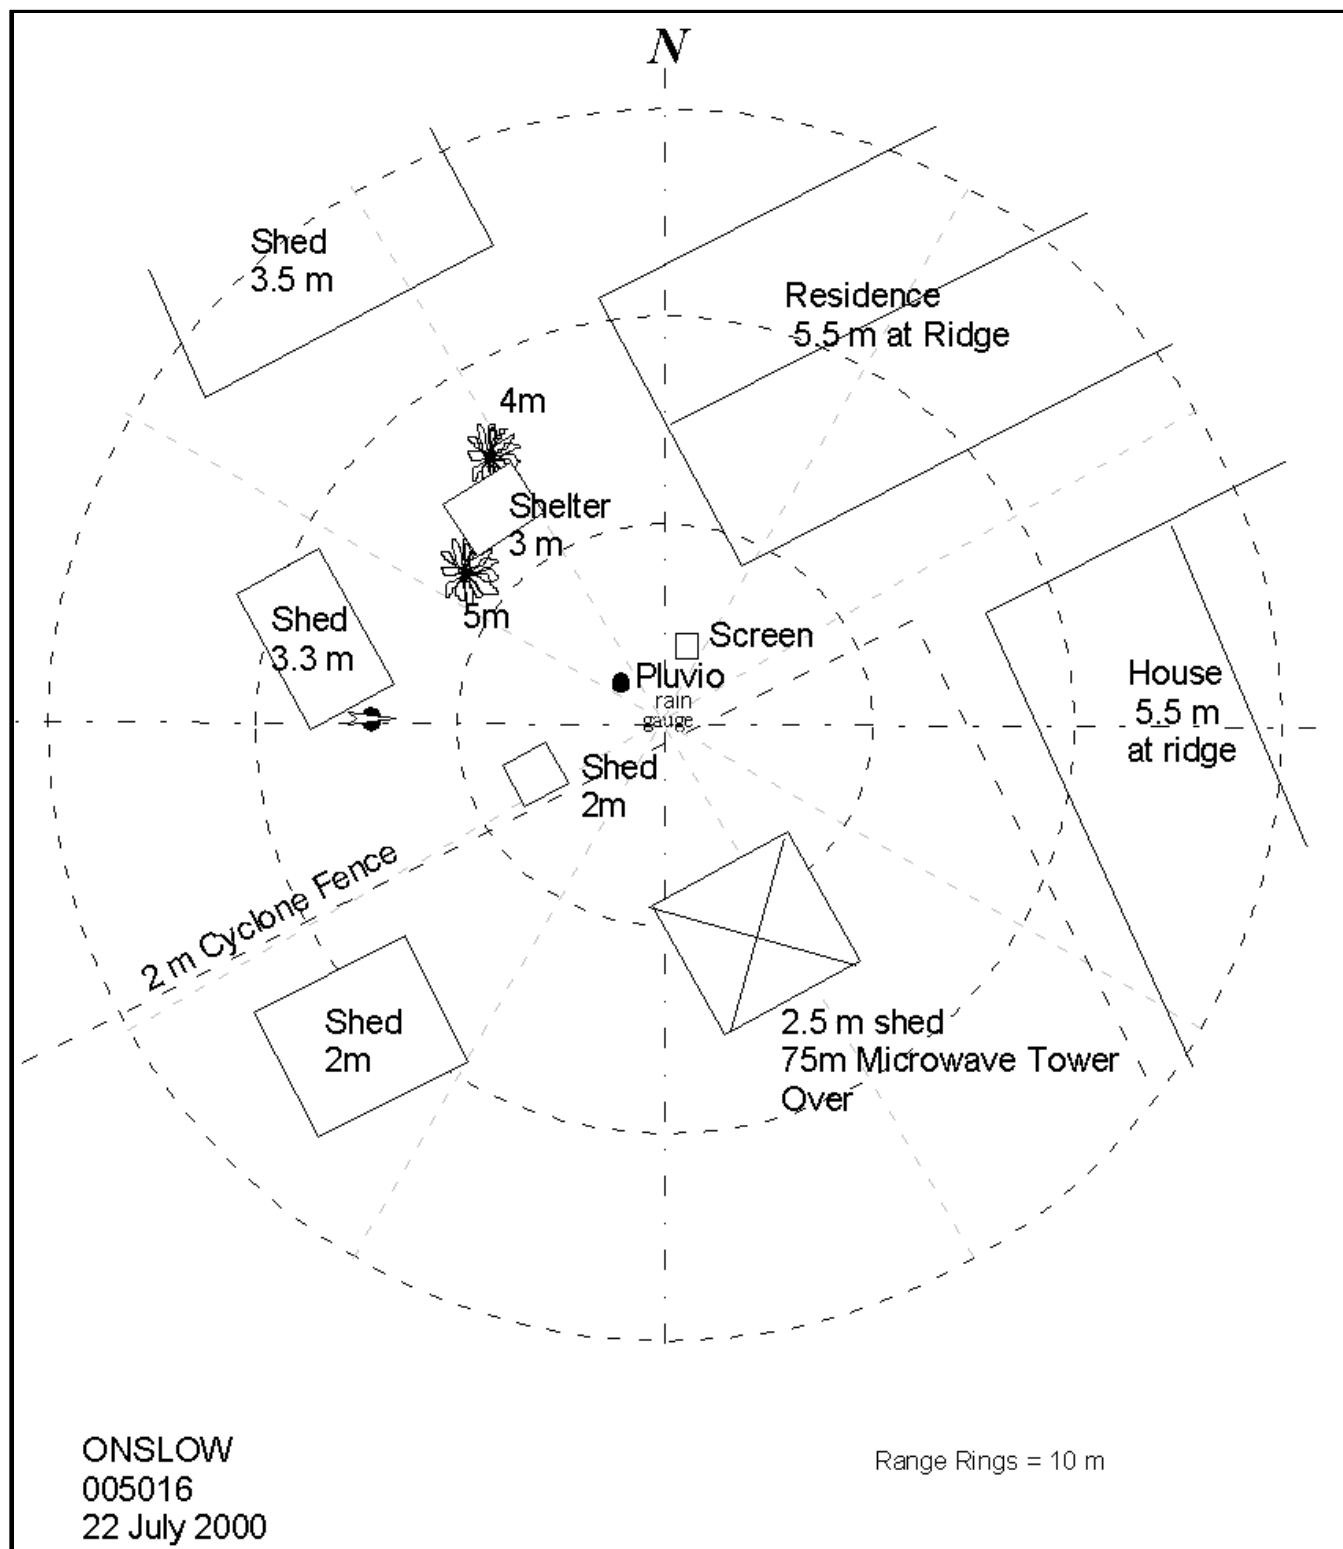 N
Shed
3.5 m
Residence
5.5 m at Ridge
4m
Shelter
3 m
5m
Shed
3.3 m
Screen
Pluvio
rain
gauge
House
5.5 m
at ridge
Shed
2m
2 m Cyclone Fence
Shed
2m
2.5 m shed
75m Microwave Tower
Over
ONSLOW
005016
22 July 2000
Range Rings = 10 m